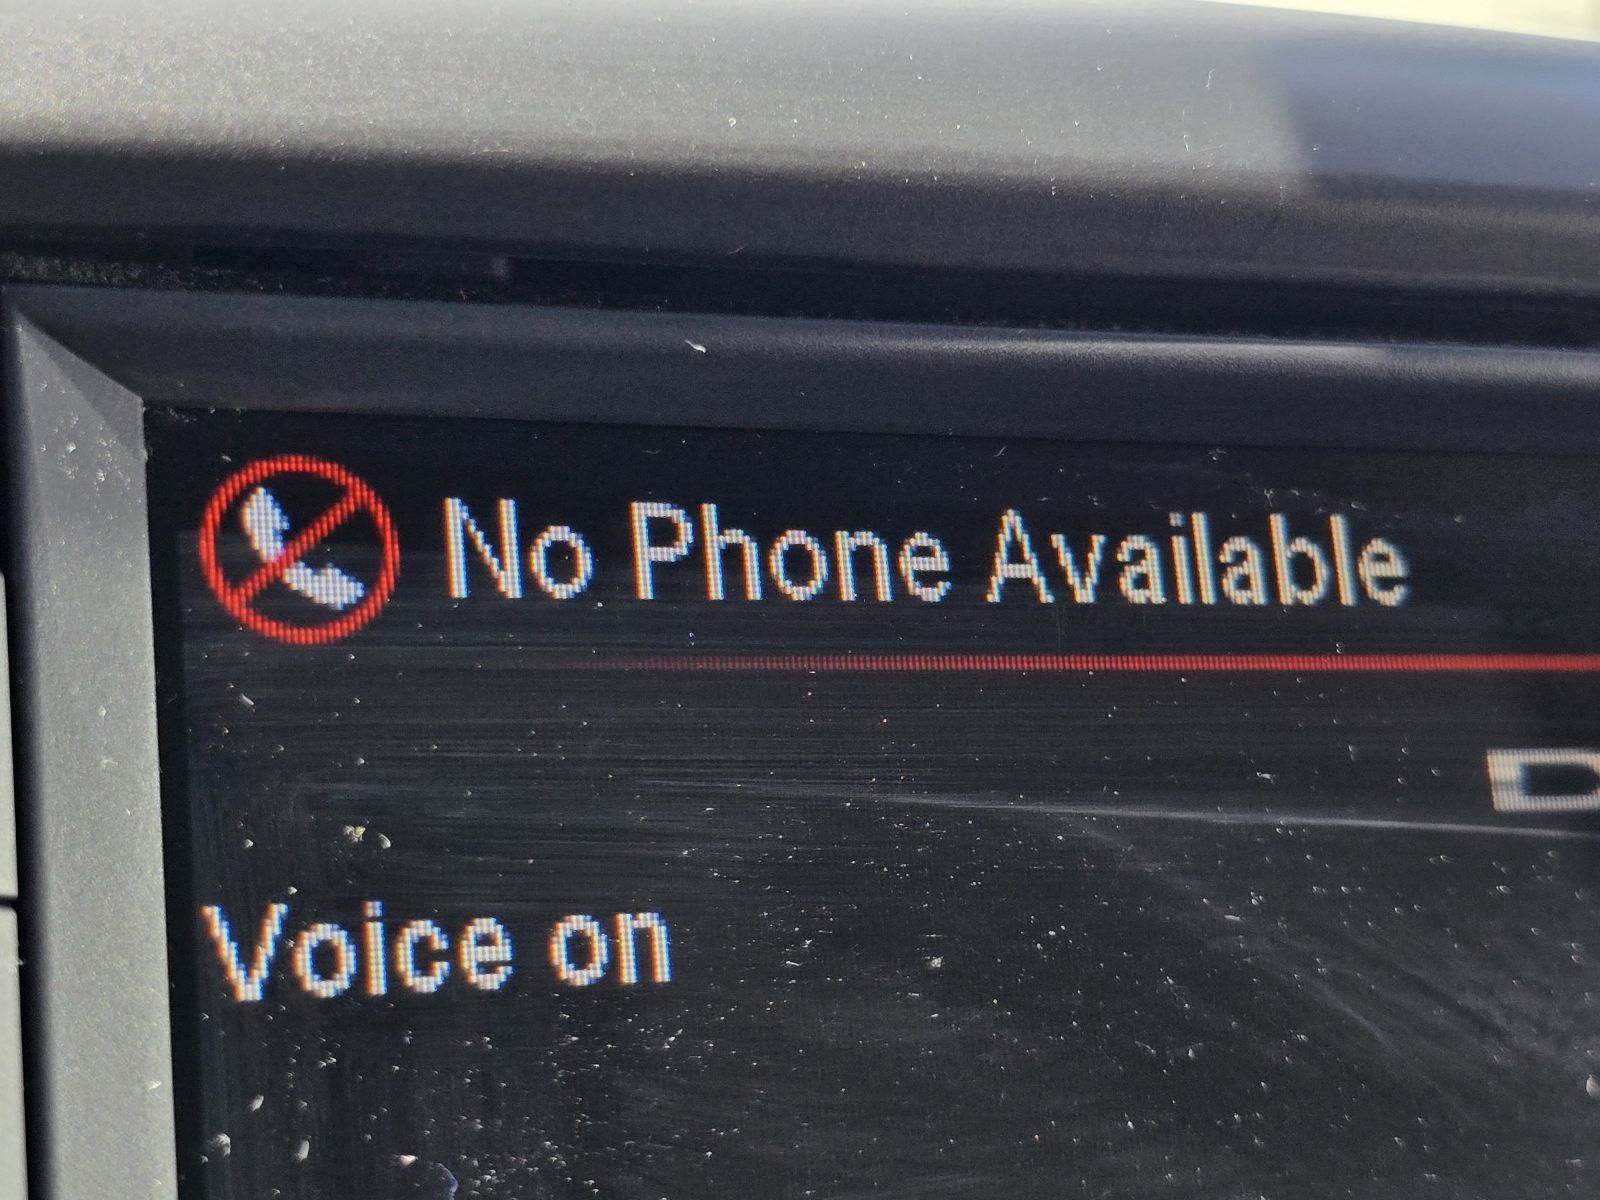 No Phone Available
D
Voice on